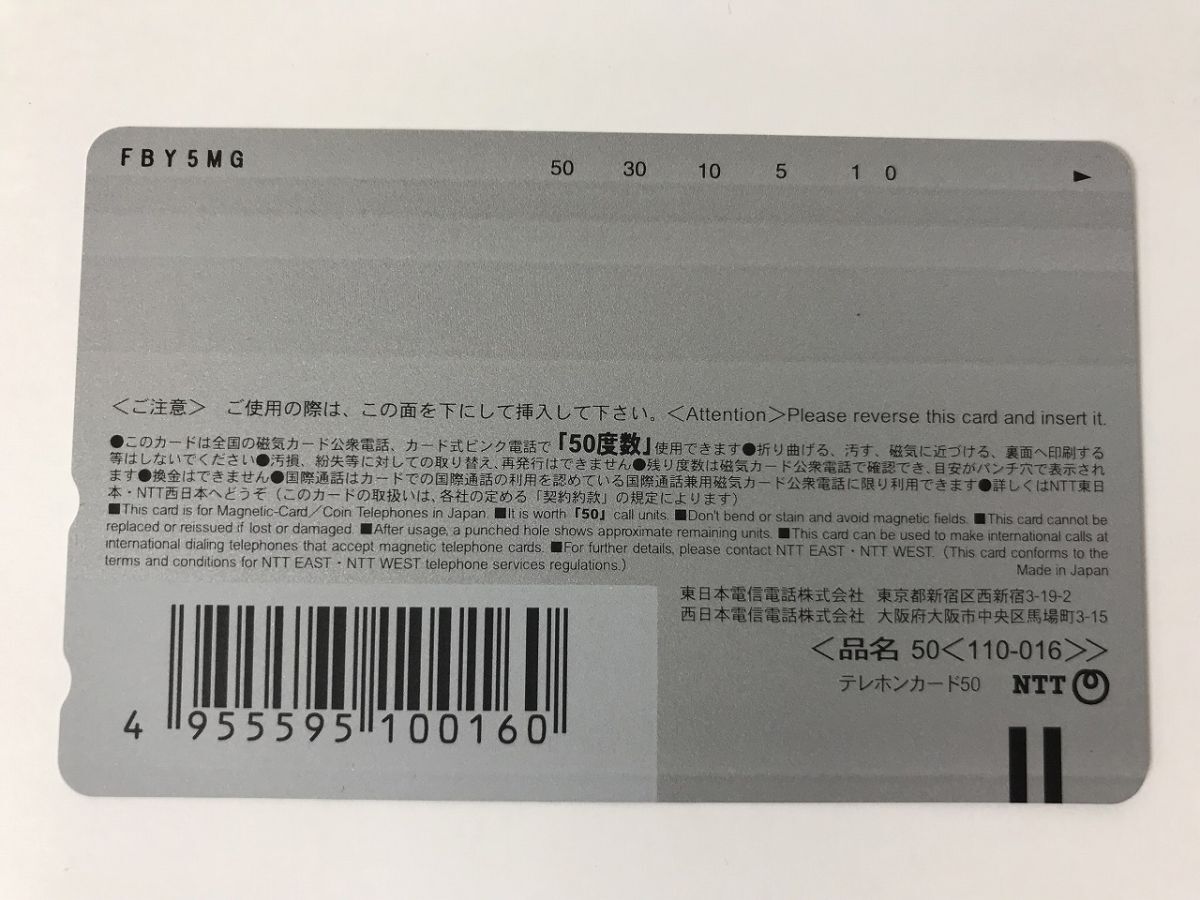 FBY5MG
50 30 10 5 1 0
<ご注意> ご使用の際は、この面を下にして挿入して下さい。<Attention>Please reverse this card and insert it.
●このカードは全国の磁気カード公衆電話、カード式ピンク電話で「50度数」使用できます●折り曲げる、汚す、磁気に近づける、裏面へ印刷する
等はしないでください●汚損、紛失等に対しての取り替え、再発行はできません●残り度数は磁気カード公衆電話で確認でき、目安がパンチ穴で表示され
ます●換金はできません●国際通話はカードでの国際通話の利用を認めている国際通話兼用磁気カード公衆電話に限り利用できます●詳しくはNTT東日
本・NTT西日本へどうぞ(このカードの取扱いは、各社の定める「契約約款」の規定によります)
■This card is for Magnetic-Card／Coin Telephones in Japan. ■It is worth「50」call units. ■Don't bend or stain and avoid magnetic fields. ■This card cannot be
replaced or reissued if lost or damaged. ■After usage, a punched hole shows approximate remaining units. ■This card can be used to make international calls at
international dialing telephones that accept magnetic telephone cards. ■For further details, please contact NTT EAST・NTT WEST. (This card conforms to the
terms and conditions for NTT EAST・NTT WEST telephone services regulations.)
Made in Japan
東日本電信電話株式会社 東京都新宿区西新宿3-19-2
西日本電信電話株式会社 大阪府大阪市中央区馬場町3-15
<品名 50<110-016>>
テレホンカード50 NTT
4 955595 100160